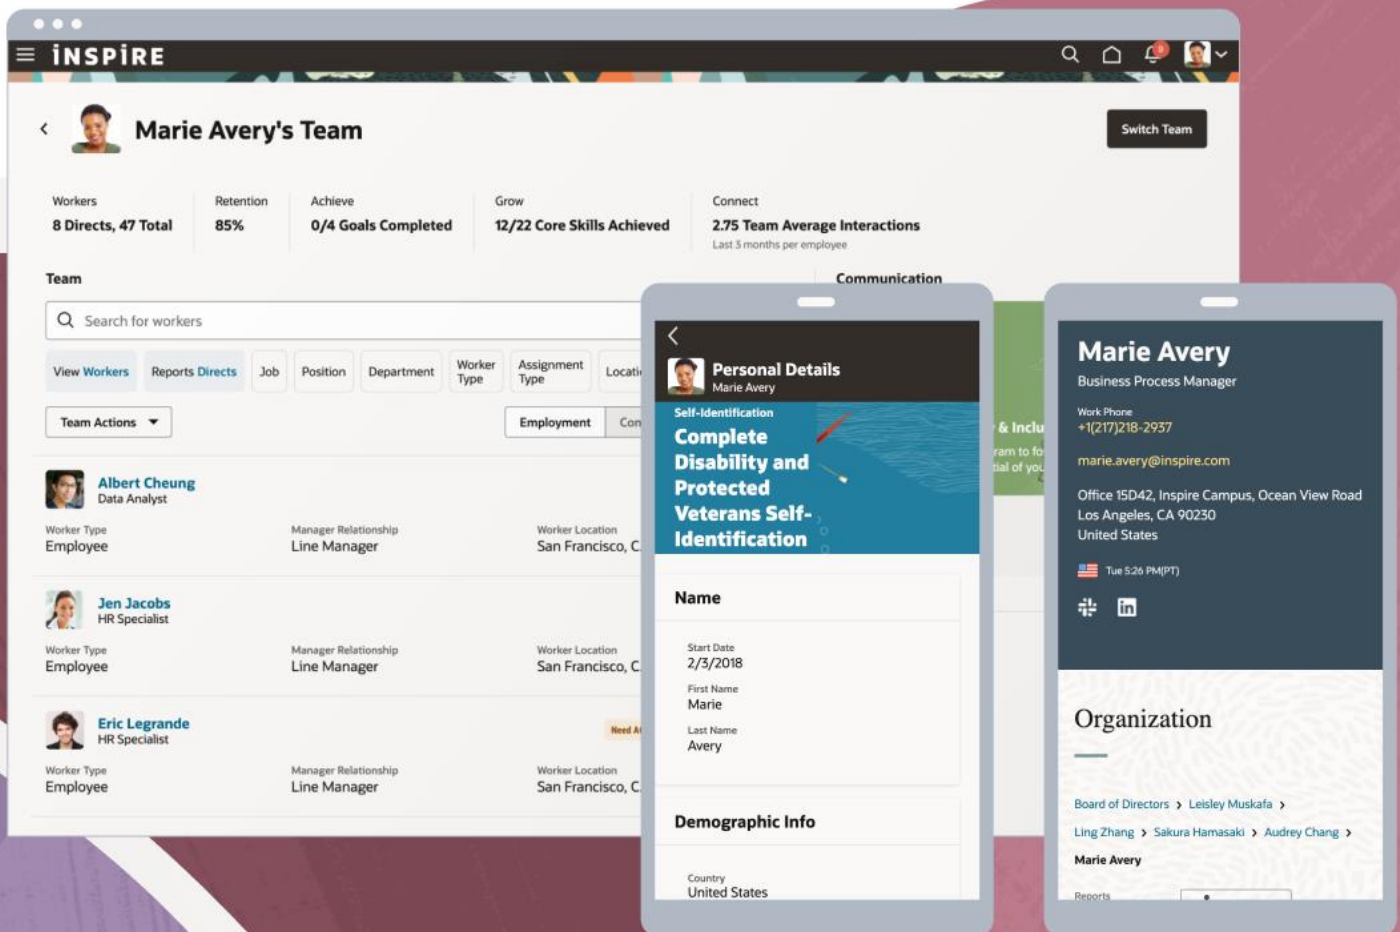 iNSPiRE
9
Marie Avery's Team
Switch Team
Workers
8 Directs, 47 Total
Retention
85%
Achieve
0/4 Goals Completed
Grow
12/22 Core Skills Achieved
Connect
2.75 Team Average Interactions
Last 3 months per employee
Team
Communication
Search for workers
View Workers
Reports Directs
Job
Position
Department
Worker
Type
Assignment
Type
Team Actions
Employment
Albert Cheung
Data Analyst
Worker Type
Employee
Manager Relationship
Line Manager
Worker Location
San Francisco, C
Jen Jacobs
HR Specialist
Worker Type
Employee
Manager Relationship
Line Manager
Worker Location
San Francisco, C
Eric Legrande
HR Specialist
Need
Worker Type
Employee
Manager Relationship
Line Manager
Worker Location
San Francisco, C
Personal Details
Marie Avery
Self-Identification
Complete
Disability and
Protected
Veterans Self-
Identification
Name
Start Date
2/3/2018
First Name
Marie
Last Name
Avery
Demographic Info
Country
United States
Marie Avery
Business Process Manager
Work Phone
+1(217)218-2937
marie.avery@inspire.com
Office 15D42, Inspire Campus, Ocean View Road
Los Angeles, CA 90230
United States
Tue 5:26 PM(PT)
in
Organization
Board of Directors > Leisley Muskafa >
Ling Zhang > Sakura Hamasaki > Audrey Chang >
Marie Avery
Reports